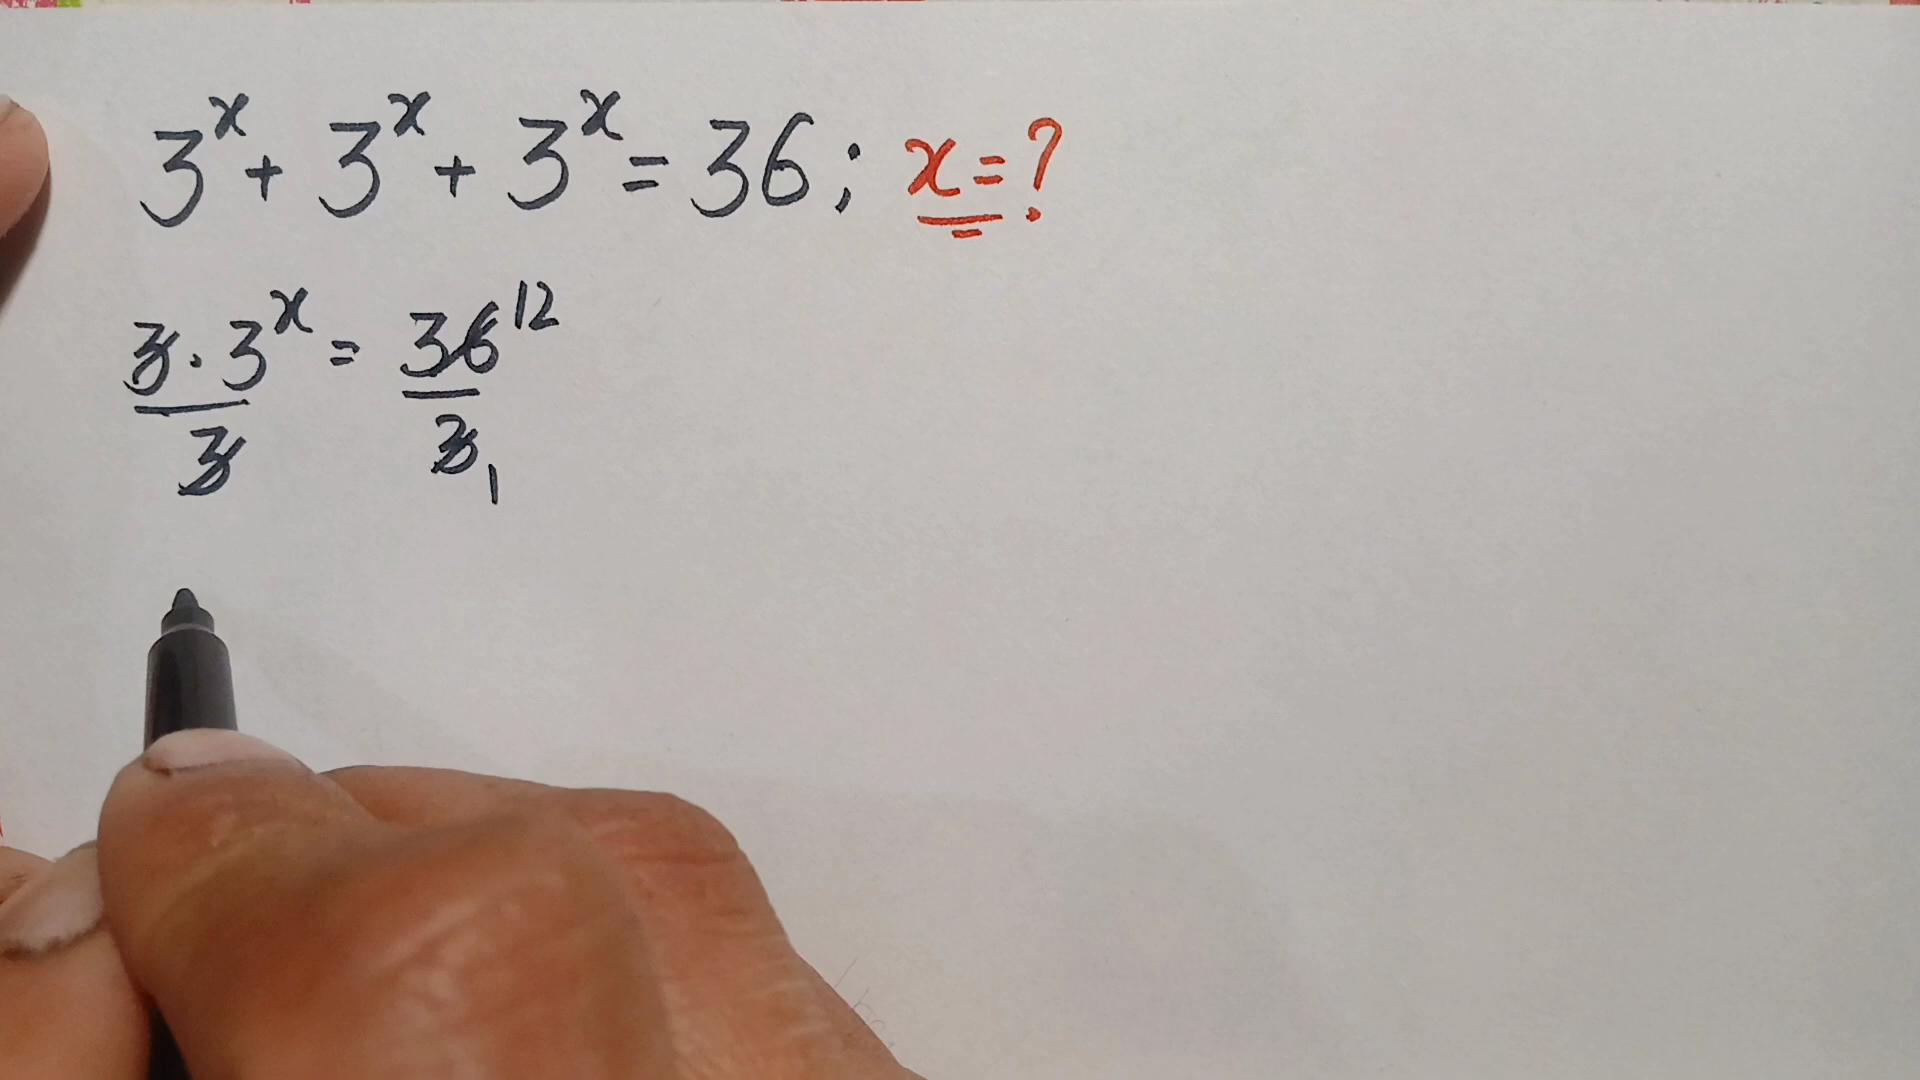 3^x + 3^x + 3^x = 36 ; x = ?
3 · 3^x / 3 = 36 / 3 12 1